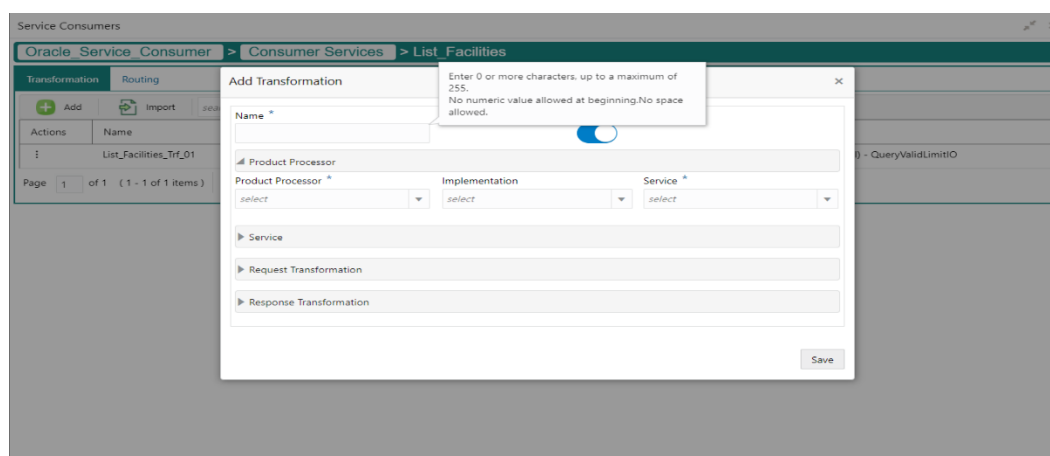 Service Consumers
Oracle_Service_Consumer > Consumer Services > List_Facilities
Transformation Routing
Add Transformation
Enter 0 or more characters, up to a maximum of
255.
No numeric value allowed at beginning.No space
allowed.
Add Import
Name *
Actions Name
List_Facilities_Trf_01
- QueryValidLimitIO
Product Processor
Page 1 of 1 ( 1 - 1 of 1 items )
Product Processor * Implementation Service *
select select select
Service
Request Transformation
Response Transformation
Save